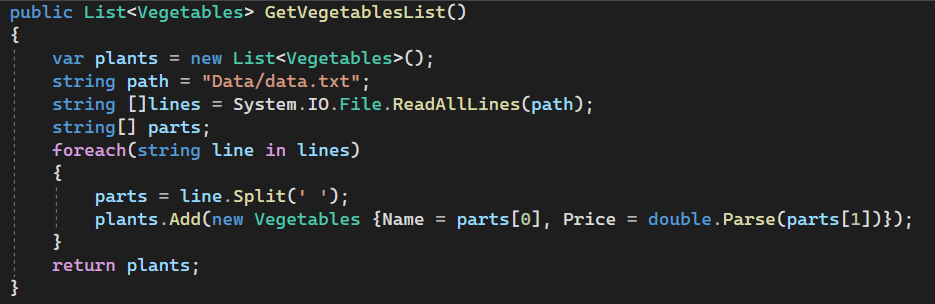 public List<Vegetables> GetVegetablesList()
{
var plants = new List<Vegetables>();
string path = "Data/data.txt";
string []lines = System.IO.File.ReadAllLines(path);
string[] parts;
foreach(string line in lines)
{
parts = line.Split(' ');
plants.Add(new Vegetables {Name = parts[0], Price = double.Parse(parts[1])});
}
return plants;
}